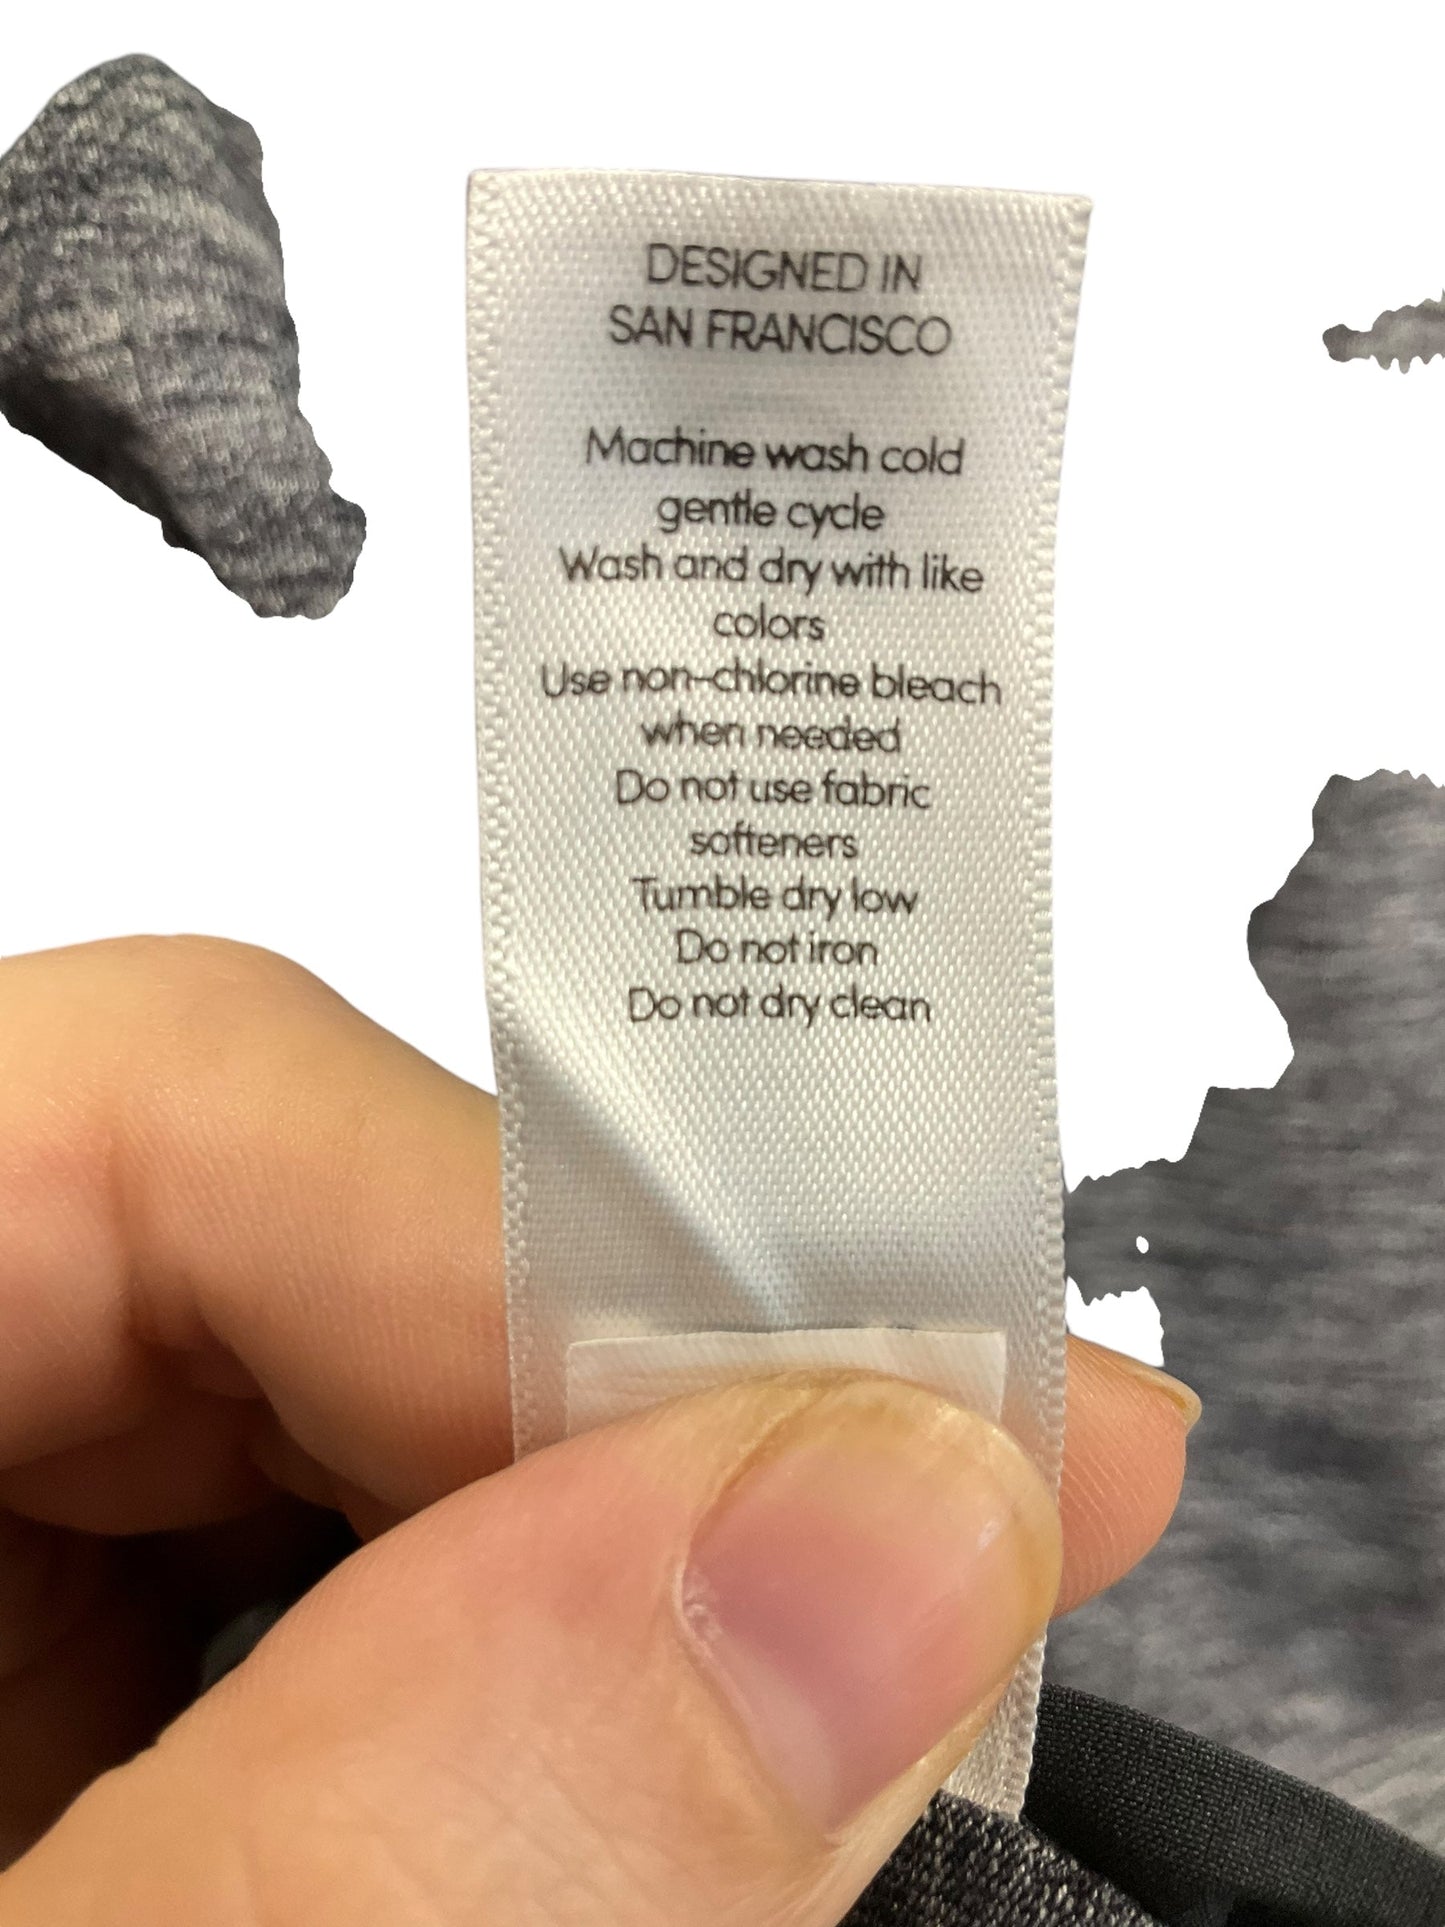 DESIGNED IN
SAN FRANCISCO
Machine wash cold
gentle cycle
Wash and dry with like
colors
Use non-chlorine bleach
when needed
Do not use fabric
softeners
Tumble dry low
Do not iron
Do not dry clean